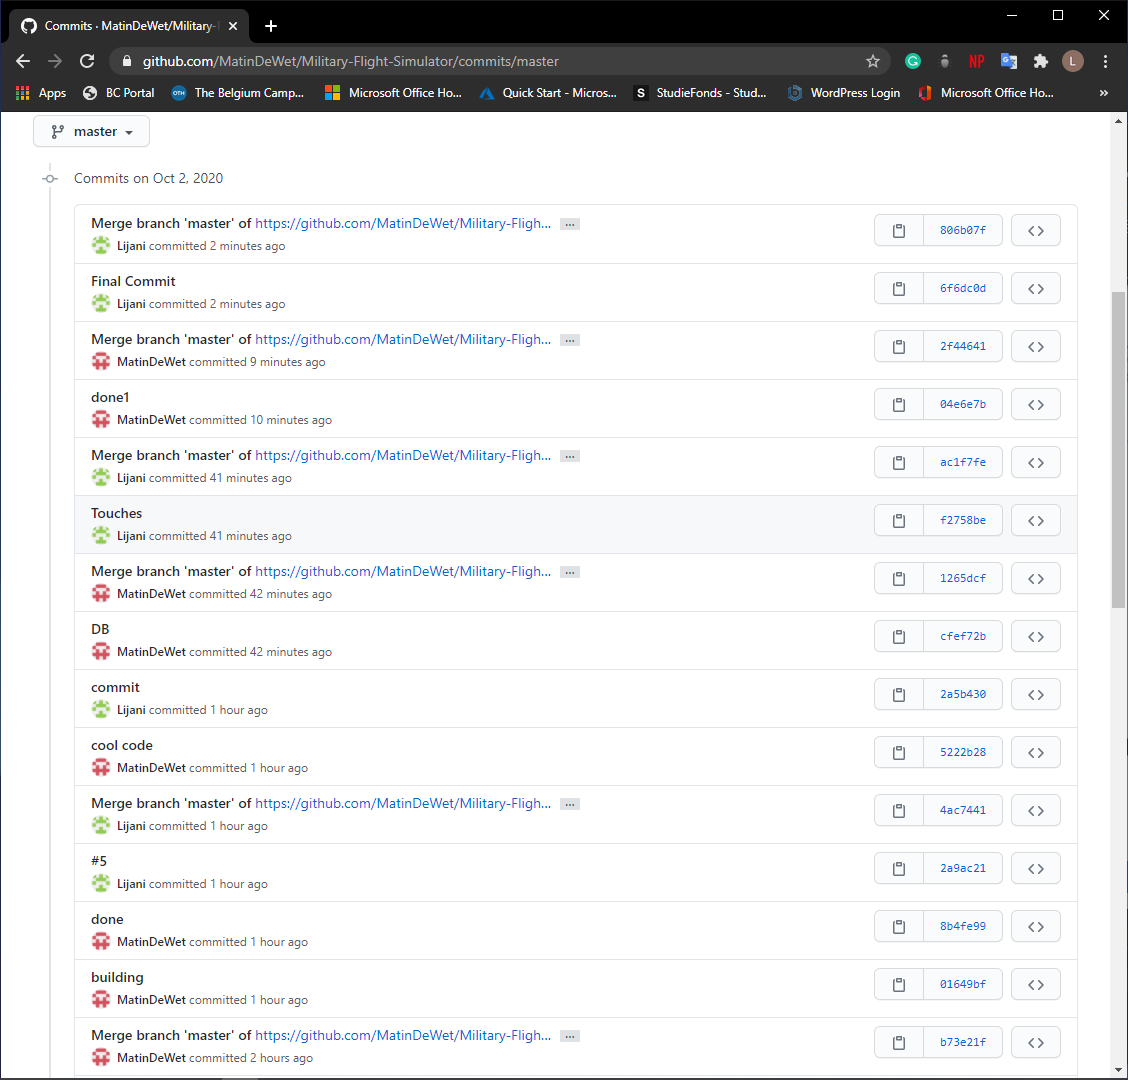 Commits · MatinDeWet/Military-
github.com/MatinDeWet/Military-Flight-Simulator/commits/master
NP
L
Apps
BC Portal
OTH
The Belgium Camp...
Microsoft Office Ho...
Quick Start - Micros...
S
StudieFonds - Stud...
WordPress Login
Microsoft Office Ho...
»
master
Commits on Oct 2, 2020
Merge branch 'master' of https://github.com/MatinDeWet/Military-Fligh... ...
Lijani committed 2 minutes ago
806b07f
Final Commit
Lijani committed 2 minutes ago
6f6dc0d
Merge branch 'master' of https://github.com/MatinDeWet/Military-Fligh... ...
MatinDeWet committed 9 minutes ago
2f44641
done1
MatinDeWet committed 10 minutes ago
04e6e7b
Merge branch 'master' of https://github.com/MatinDeWet/Military-Fligh... ...
Lijani committed 41 minutes ago
ac1f7fe
Touches
Lijani committed 41 minutes ago
f2758be
Merge branch 'master' of https://github.com/MatinDeWet/Military-Fligh... ...
MatinDeWet committed 42 minutes ago
1265dcf
DB
MatinDeWet committed 42 minutes ago
cfef72b
commit
Lijani committed 1 hour ago
2a5b430
cool code
MatinDeWet committed 1 hour ago
5222b28
Merge branch 'master' of https://github.com/MatinDeWet/Military-Fligh... ...
Lijani committed 1 hour ago
4ac7441
#5
Lijani committed 1 hour ago
2a9ac21
done
MatinDeWet committed 1 hour ago
8b4fe99
building
MatinDeWet committed 1 hour ago
01649bf
Merge branch 'master' of https://github.com/MatinDeWet/Military-Fligh... ...
MatinDeWet committed 2 hours ago
b73e21f